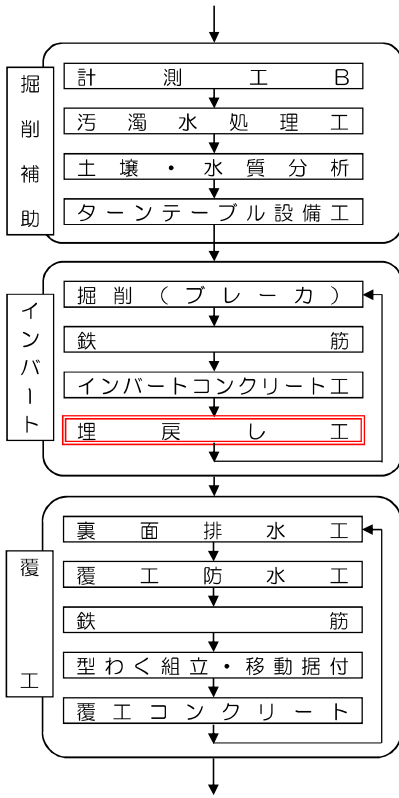 掘削補助
計測工B
汚濁水処理工
土壌・水質分析
ターンテーブル設備工
インバート
掘削（ブレーカ）
鉄筋
インバートコンクリート工
埋戻し工
覆工
裏面排水工
覆工防水工
鉄筋
型わく組立・移動据付
覆工コンクリート